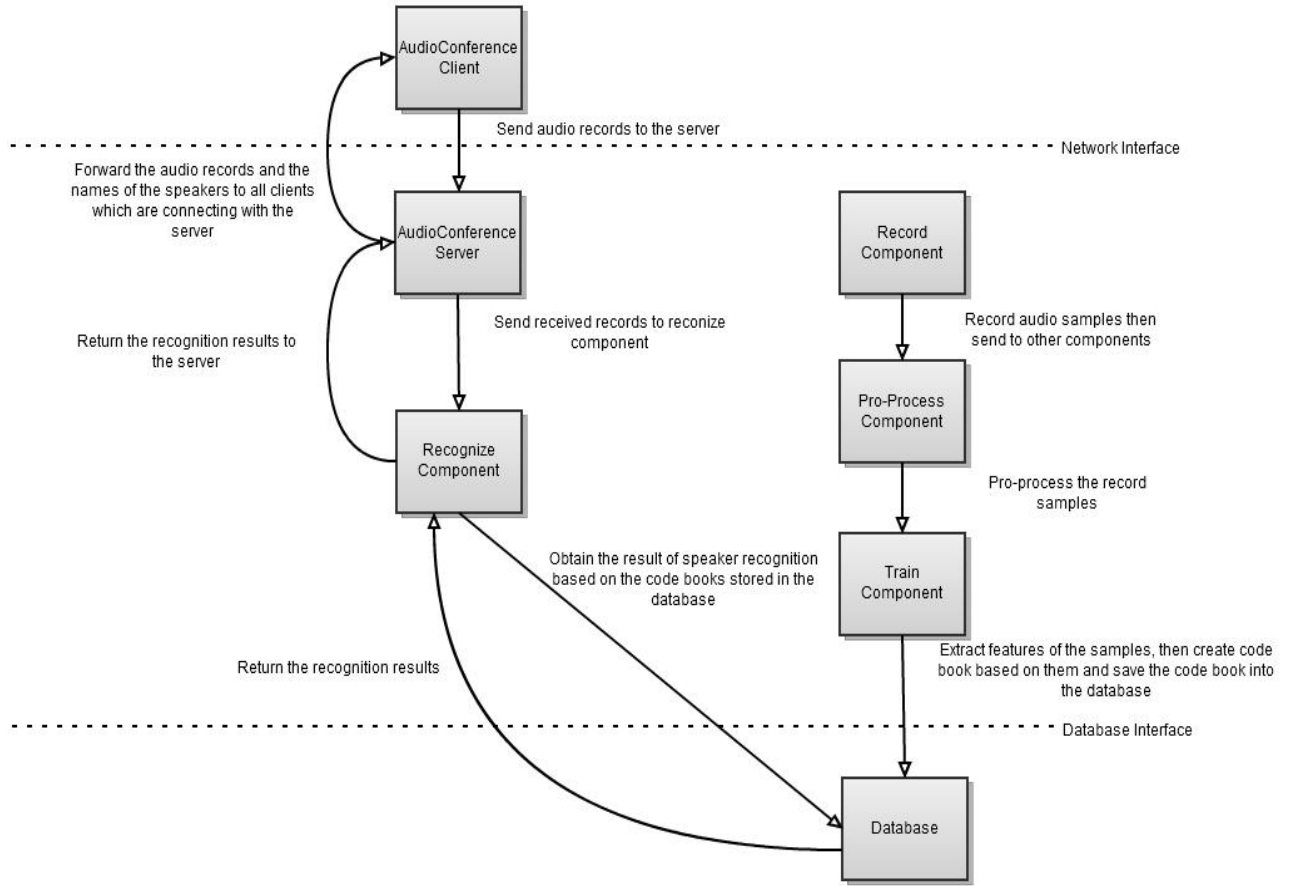 AudioConference
Client
Send audio records to the server
Network Interface
Forward the audio records and the
names of the speakers to all clients
which are connecting with the
server
AudioConference
Server
Record
Component
Send received records to reconize
component
Record audio samples then
send to other components
Return the recognition results to
the server
Pro-Process
Component
Recognize
Component
Pro-process the record
samples
Obtain the result of speaker recognition
based on the code books stored in the
database
Train
Component
Return the recognition results
Extract features of the samples, then create code
book based on them and save the code book into
the database
Database Interface
Database